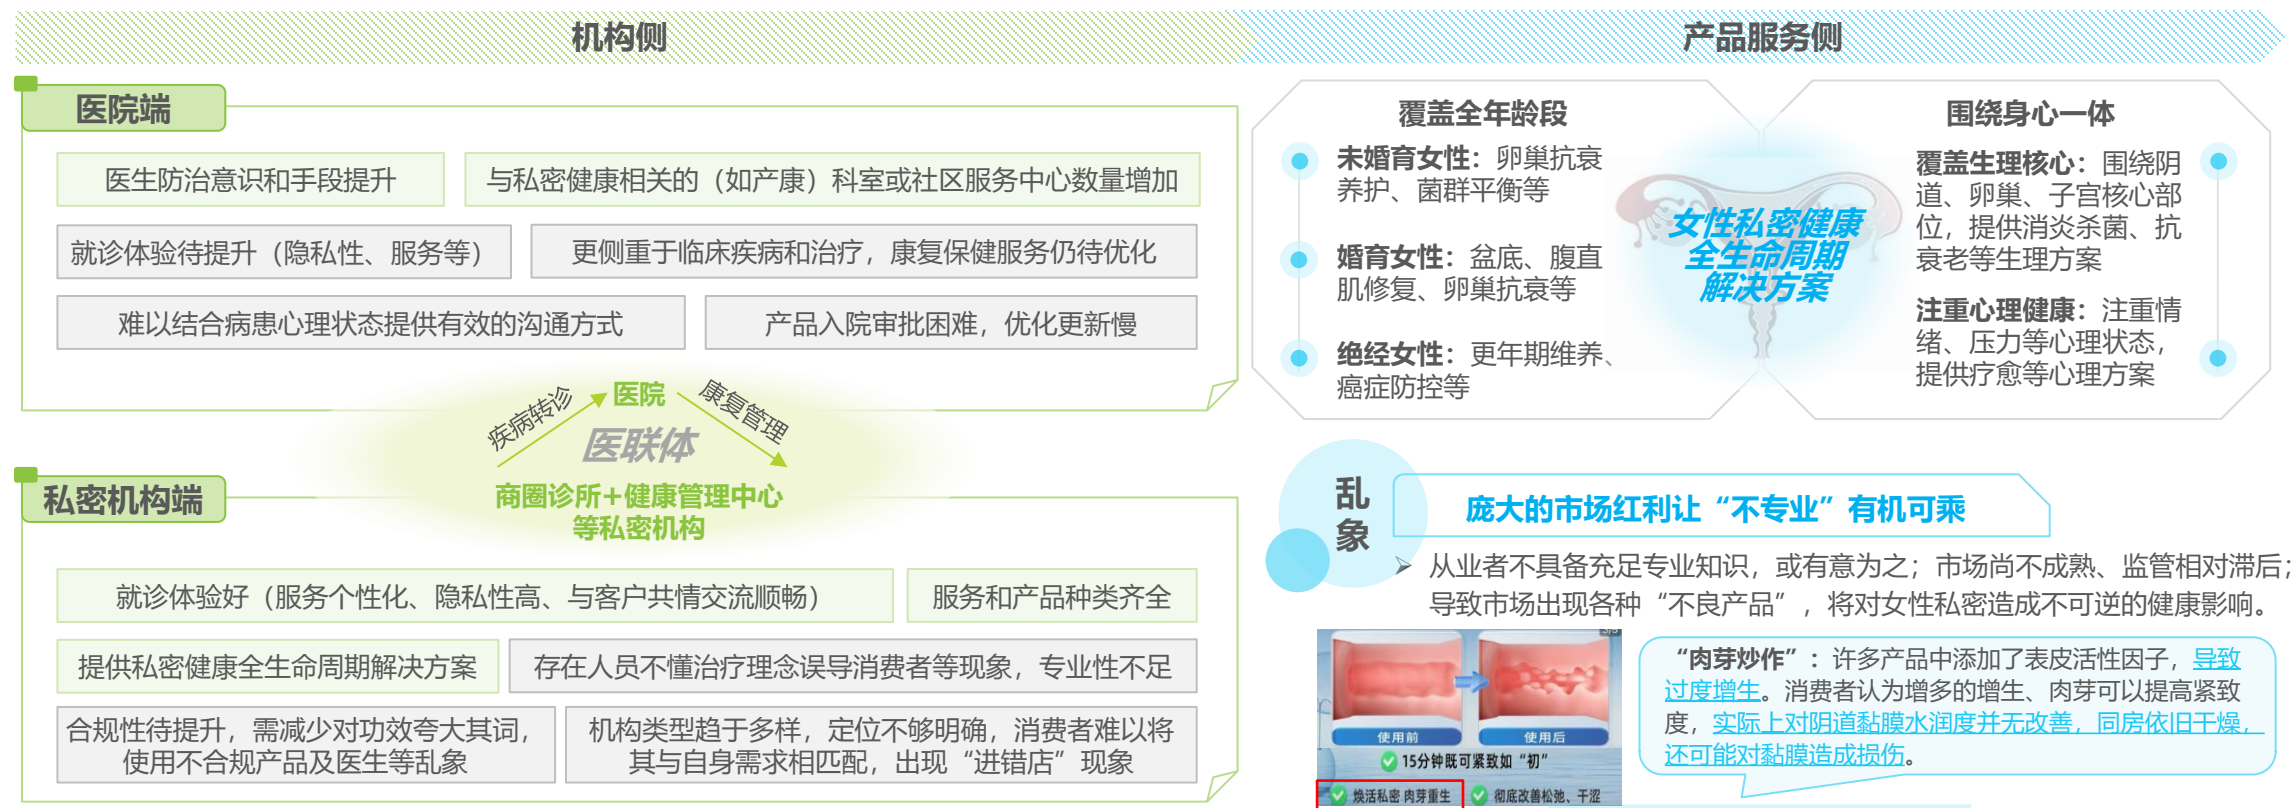 机构侧
产品服务侧
医院端
医生防治意识和手段提升
与私密健康相关的（如产康）科室或社区服务中心数量增加
就诊体验待提升（隐私性、服务等）
更侧重于临床疾病和治疗，康复保健服务仍待优化
难以结合病患心理状态提供有效的沟通方式
产品入院审批困难，优化更新慢
疾病转诊
医院
康复管理
医联体
商圈诊所+健康管理中心
等私密机构
私密机构端
就诊体验好（服务个性化、隐私性高、与客户共情交流顺畅）
服务和产品种类齐全
提供私密健康全生命周期解决方案
存在人员不懂治疗理念误导消费者等现象，专业性不足
合规性待提升，需减少对功效夸大其词，
使用不合规产品及医生等乱象
机构类型趋于多样，定位不够明确，消费者难以将
其与自身需求相匹配，出现“进错店”现象
覆盖全年龄段
未婚育女性：卵巢抗衰
养护、菌群平衡等
婚育女性：盆底、腹直
肌修复、卵巢抗衰等
绝经女性：更年期维养、
癌症防控等
女性私密健康
全生命周期
解决方案
围绕身心一体
覆盖生理核心：围绕阴
道、卵巢、子宫核心部
位，提供消炎杀菌、抗
衰老等生理方案
注重心理健康：注重情
绪、压力等心理状态，
提供疗愈等心理方案
乱
象
庞大的市场红利让“不专业”有机可乘
➢ 从业者不具备充足专业知识，或有意为之；市场尚不成熟、监管相对滞后；
导致市场出现各种“不良产品”，将对女性私密造成不可逆的健康影响。
使用前
使用后
15分钟既可紧致如“初”
焕活私密 肉芽重生
彻底改善松弛、干涩
“肉芽炒作”：许多产品中添加了表皮活性因子，导致
过度增生。消费者认为增多的增生、肉芽可以提高紧致
度，实际上对阴道黏膜水润度并无改善，同房依旧干燥，
还可能对黏膜造成损伤。